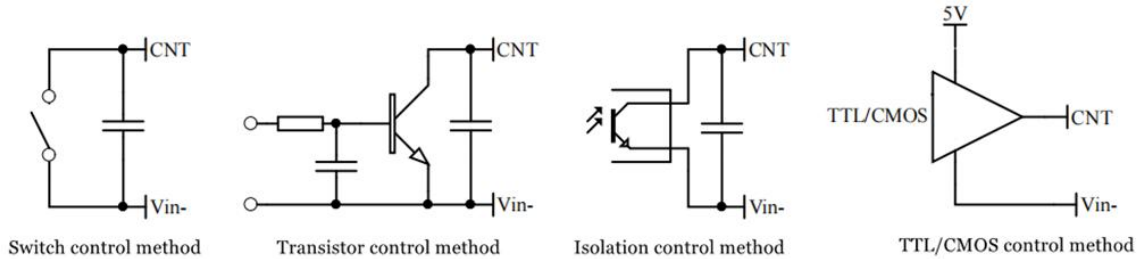 CNT
Vin-
Switch control method
CNT
Vin-
Transistor control method
CNT
Vin-
Isolation control method
5V
TTL/CMOS
CNT
Vin-
TTL/CMOS control method